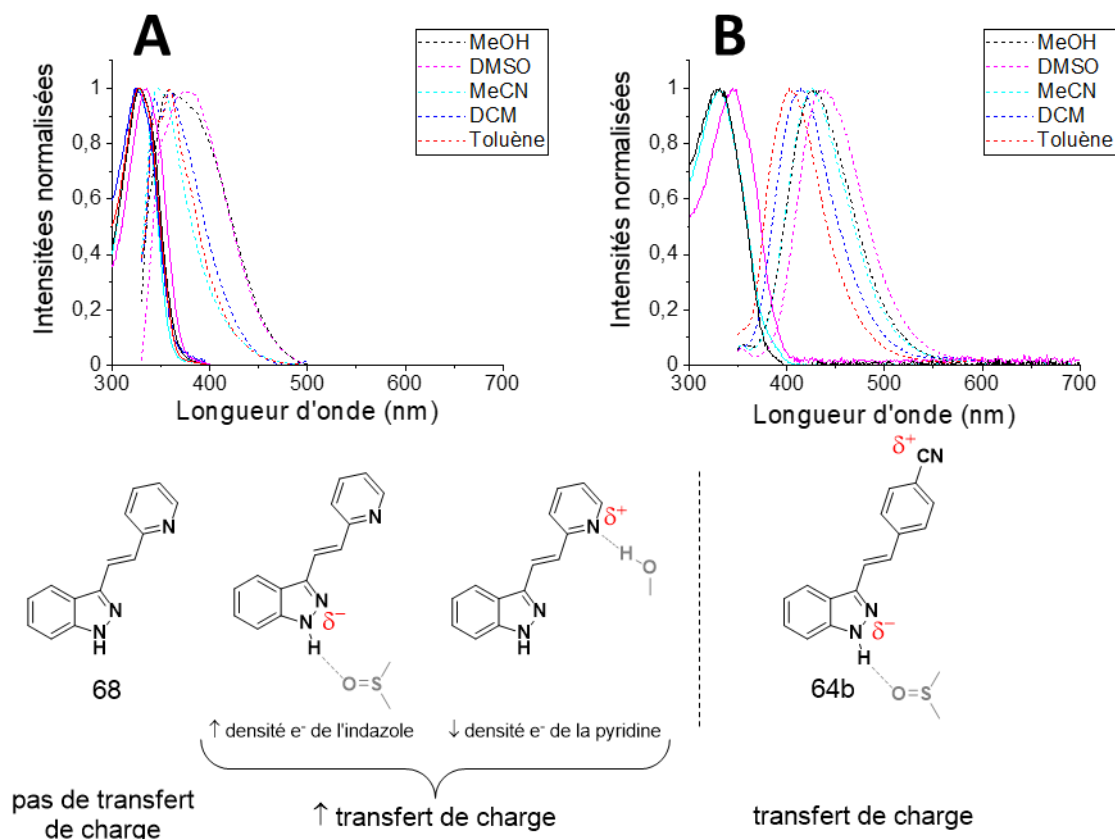 A
B
MeOH
DMSO
MeCN
DCM
Toluène
MeOH
DMSO
MeCN
DCM
Toluène
Intensitées normalisées
1
0,8
0,6
0,4
0,2
0
300 400 500 600 700
Longueur d'onde (nm)
Intensités normalisées
1
0,8
0,6
0,4
0,2
0
300 400 500 600 700
Longueur d'onde (nm)
N
N
N
H
68
N
N
δ⁻
N
H
O=S
N
δ⁺
H
O
N
N
H
δ⁺
CN
N
δ⁻
N
H
O=S
64b
↑ densité e⁻ de l'indazole
↓ densité e⁻ de la pyridine
pas de transfert
de charge
↑ transfert de charge
transfert de charge